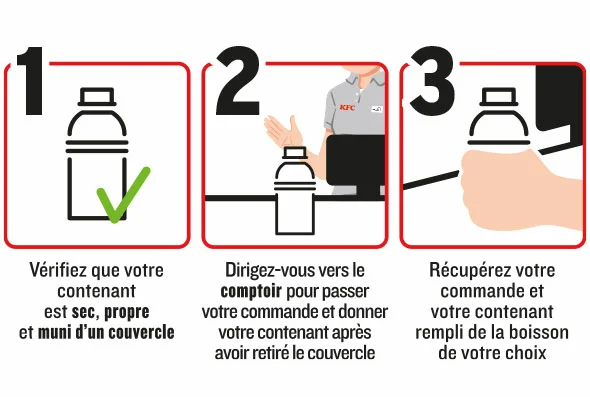 1
Vérifiez que votre
contenant
est sec, propre
et muni d'un couvercle
2
KFC
Dirigez-vous vers le
comptoir pour passer
votre commande et donner
votre contenant après
avoir retiré le couvercle
3
Récupérez votre
commande et
votre contenant
rempli de la boisson
de votre choix